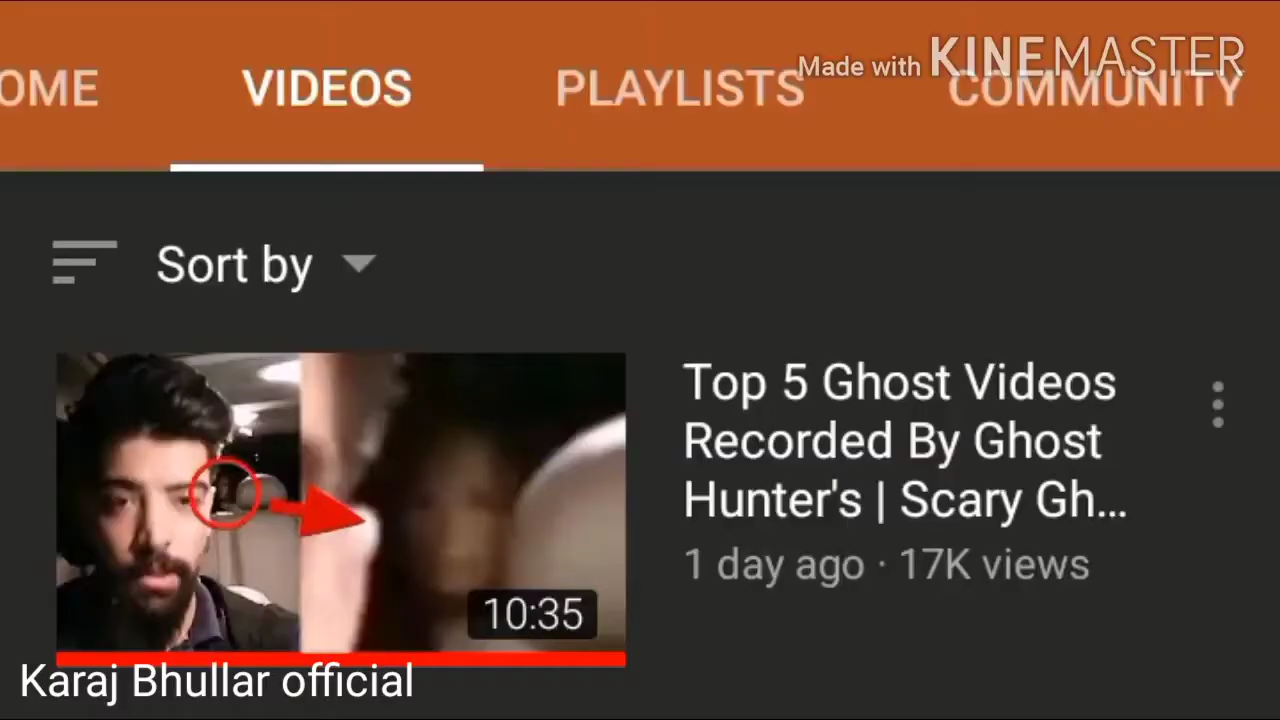 OME
VIDEOS
PLAYLISTS
COMMUNITY
Made with KINEMASTER
Sort by
Top 5 Ghost Videos
Recorded By Ghost
Hunter's | Scary Gh...
1 day ago · 17K views
10:35
Karaj Bhullar official